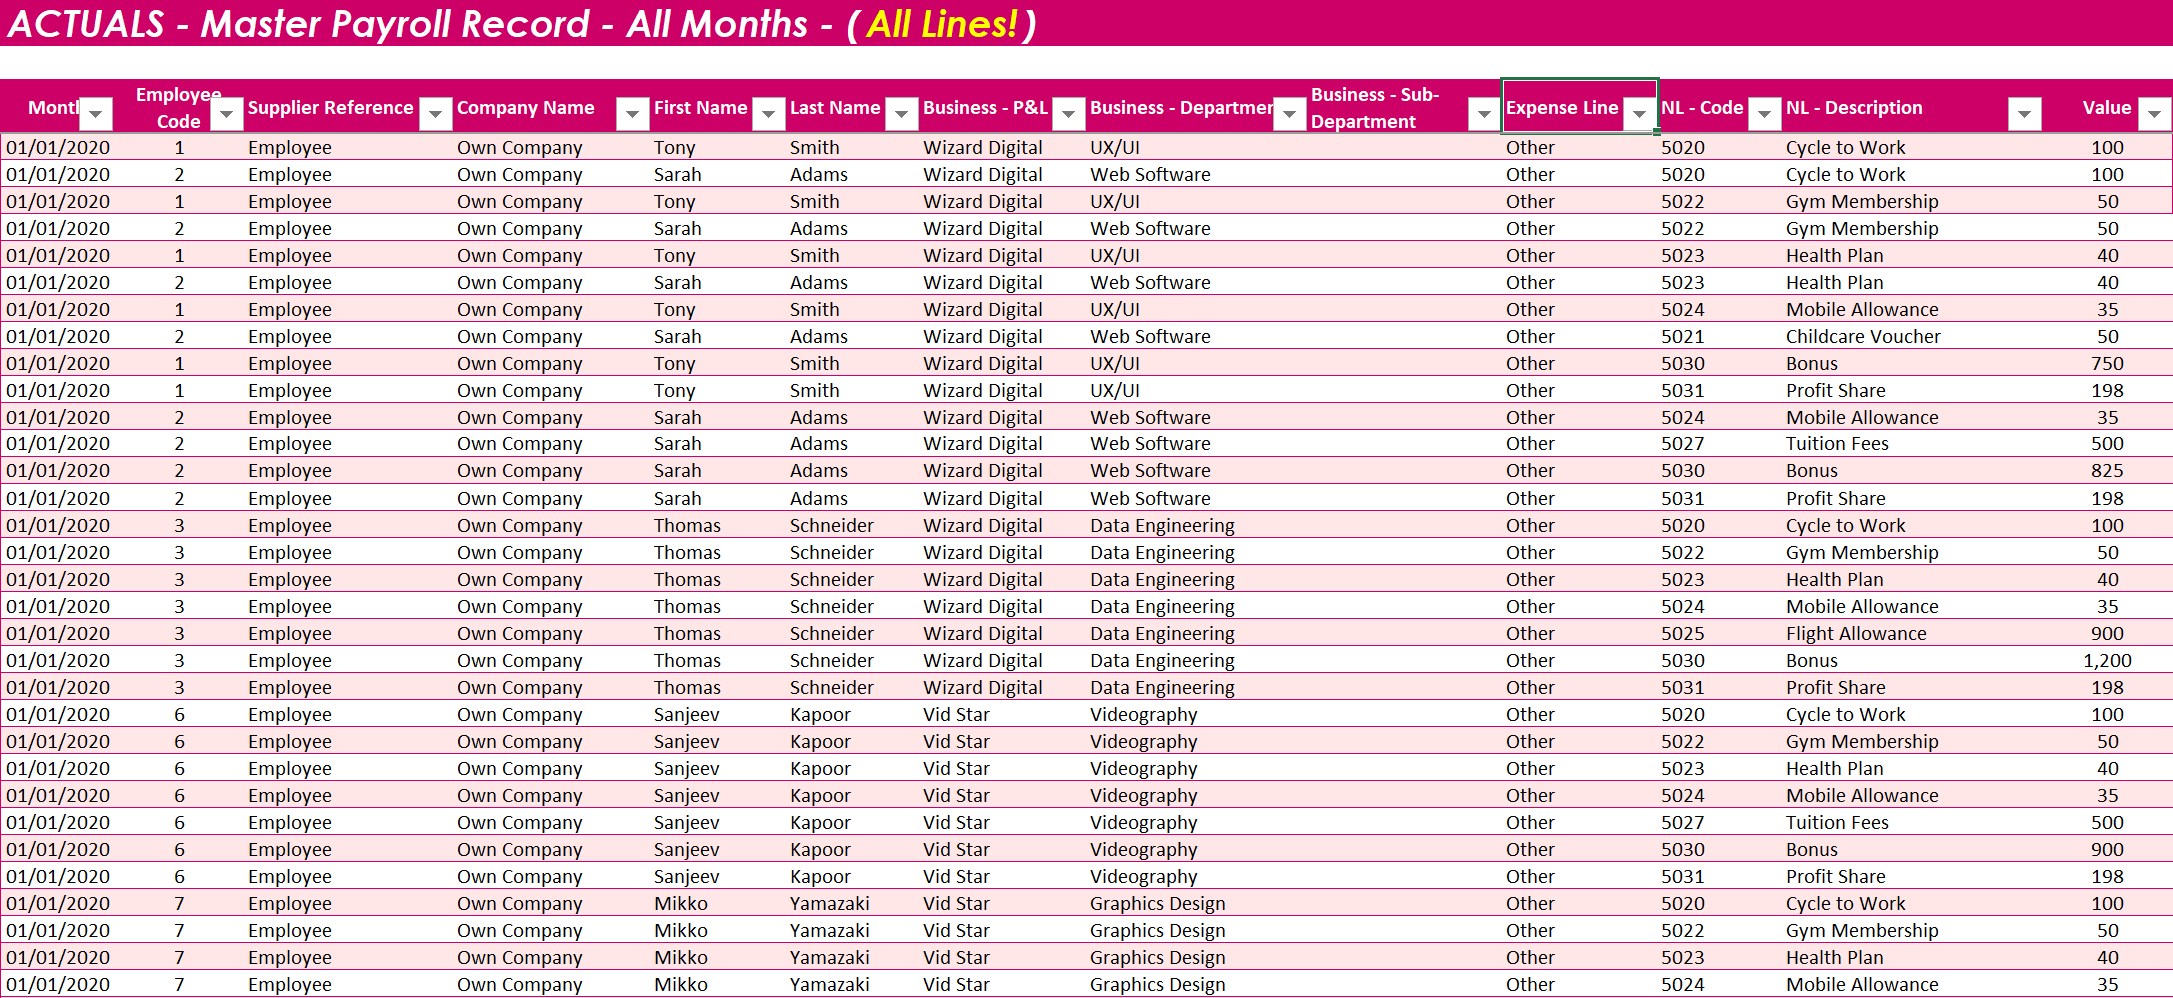 ACTUALS - Master Payroll Record - All Months - ( All Lines! )
Month Employee Code Supplier Reference Company Name First Name Last Name Business - P&L Business - Departmen Business - Sub-Department Expense Line NL - Code NL - Description Value
01/01/2020 1 Employee Own Company Tony Smith Wizard Digital UX/UI Other 5020 Cycle to Work 100
01/01/2020 2 Employee Own Company Sarah Adams Wizard Digital Web Software Other 5020 Cycle to Work 100
01/01/2020 1 Employee Own Company Tony Smith Wizard Digital UX/UI Other 5022 Gym Membership 50
01/01/2020 2 Employee Own Company Sarah Adams Wizard Digital Web Software Other 5022 Gym Membership 50
01/01/2020 1 Employee Own Company Tony Smith Wizard Digital UX/UI Other 5023 Health Plan 40
01/01/2020 2 Employee Own Company Sarah Adams Wizard Digital Web Software Other 5023 Health Plan 40
01/01/2020 1 Employee Own Company Tony Smith Wizard Digital UX/UI Other 5024 Mobile Allowance 35
01/01/2020 2 Employee Own Company Sarah Adams Wizard Digital Web Software Other 5021 Childcare Voucher 50
01/01/2020 1 Employee Own Company Tony Smith Wizard Digital UX/UI Other 5030 Bonus 750
01/01/2020 1 Employee Own Company Tony Smith Wizard Digital UX/UI Other 5031 Profit Share 198
01/01/2020 2 Employee Own Company Sarah Adams Wizard Digital Web Software Other 5024 Mobile Allowance 35
01/01/2020 2 Employee Own Company Sarah Adams Wizard Digital Web Software Other 5027 Tuition Fees 500
01/01/2020 2 Employee Own Company Sarah Adams Wizard Digital Web Software Other 5030 Bonus 825
01/01/2020 2 Employee Own Company Sarah Adams Wizard Digital Web Software Other 5031 Profit Share 198
01/01/2020 3 Employee Own Company Thomas Schneider Wizard Digital Data Engineering Other 5020 Cycle to Work 100
01/01/2020 3 Employee Own Company Thomas Schneider Wizard Digital Data Engineering Other 5022 Gym Membership 50
01/01/2020 3 Employee Own Company Thomas Schneider Wizard Digital Data Engineering Other 5023 Health Plan 40
01/01/2020 3 Employee Own Company Thomas Schneider Wizard Digital Data Engineering Other 5024 Mobile Allowance 35
01/01/2020 3 Employee Own Company Thomas Schneider Wizard Digital Data Engineering Other 5025 Flight Allowance 900
01/01/2020 3 Employee Own Company Thomas Schneider Wizard Digital Data Engineering Other 5030 Bonus 1,200
01/01/2020 3 Employee Own Company Thomas Schneider Wizard Digital Data Engineering Other 5031 Profit Share 198
01/01/2020 6 Employee Own Company Sanjeev Kapoor Vid Star Videography Other 5020 Cycle to Work 100
01/01/2020 6 Employee Own Company Sanjeev Kapoor Vid Star Videography Other 5022 Gym Membership 50
01/01/2020 6 Employee Own Company Sanjeev Kapoor Vid Star Videography Other 5023 Health Plan 40
01/01/2020 6 Employee Own Company Sanjeev Kapoor Vid Star Videography Other 5024 Mobile Allowance 35
01/01/2020 6 Employee Own Company Sanjeev Kapoor Vid Star Videography Other 5027 Tuition Fees 500
01/01/2020 6 Employee Own Company Sanjeev Kapoor Vid Star Videography Other 5030 Bonus 900
01/01/2020 6 Employee Own Company Sanjeev Kapoor Vid Star Videography Other 5031 Profit Share 198
01/01/2020 7 Employee Own Company Mikko Yamazaki Vid Star Graphics Design Other 5020 Cycle to Work 100
01/01/2020 7 Employee Own Company Mikko Yamazaki Vid Star Graphics Design Other 5022 Gym Membership 50
01/01/2020 7 Employee Own Company Mikko Yamazaki Vid Star Graphics Design Other 5023 Health Plan 40
01/01/2020 7 Employee Own Company Mikko Yamazaki Vid Star Graphics Design Other 5024 Mobile Allowance 35